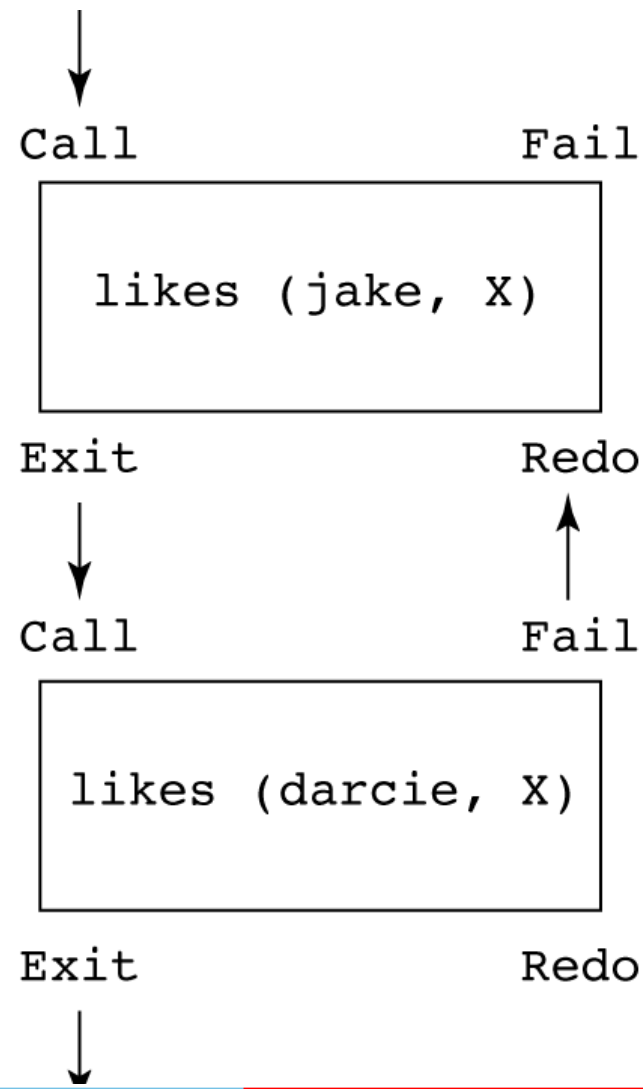 Call Fail
likes (jake, X)
Exit Redo
Call Fail
likes (darcie, X)
Exit Redo